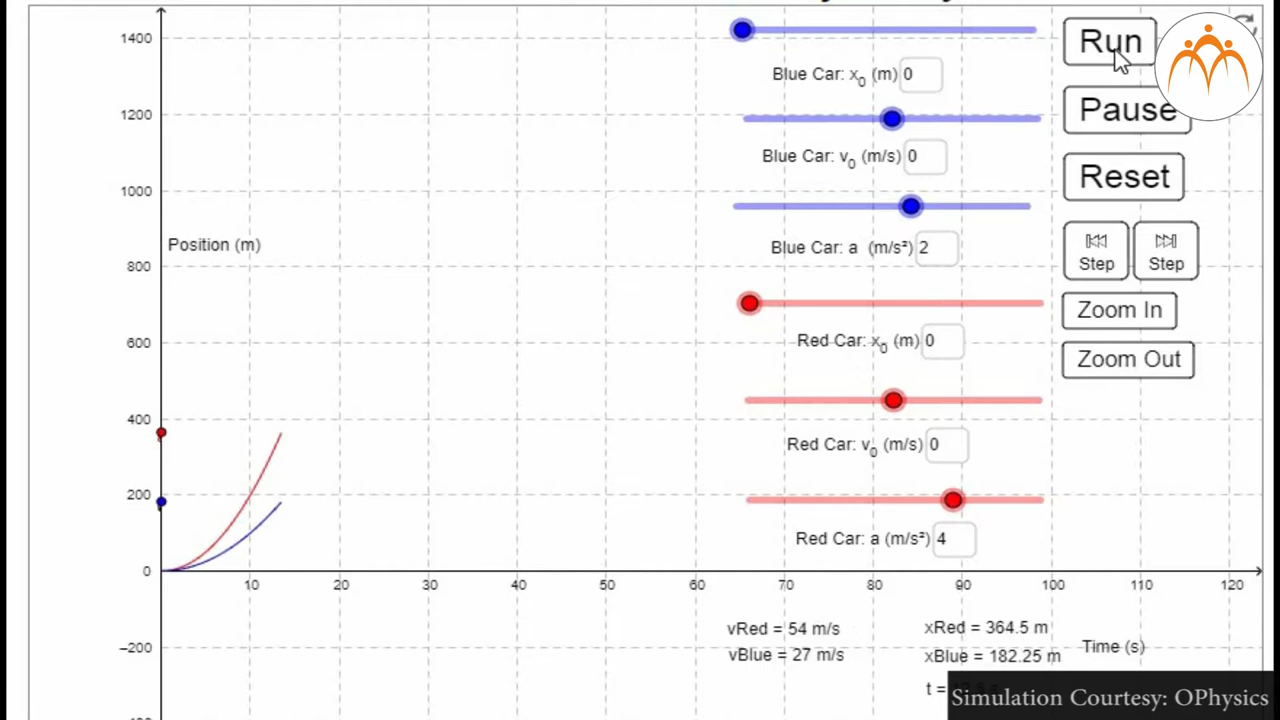 1400
1200
1000
Position (m)
800
600
400
200
0
10 20 30 40 50 60 70 80 90 100 110 120
−200
Blue Car: x0 (m) 0
Blue Car: v0 (m/s) 0
Blue Car: a (m/s²) 2
Red Car: x0 (m) 0
Red Car: v0 (m/s) 0
Red Car: a (m/s²) 4
Run
Pause
Reset
Step Step
Zoom In
Zoom Out
vRed = 54 m/s xRed = 364.5 m
vBlue = 27 m/s xBlue = 182.25 m
Time (s)
t =
Simulation Courtesy: OPhysics